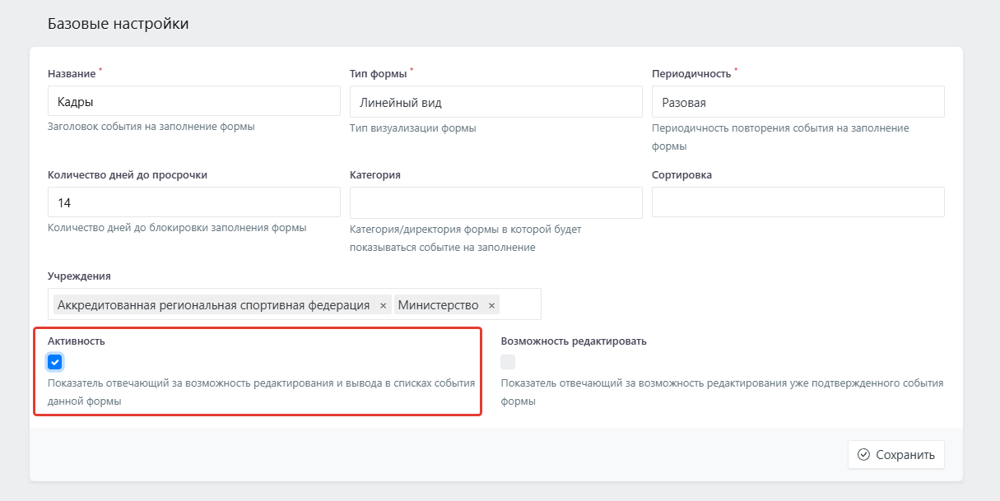 Базовые настройки
Название *
Тип формы *
Периодичность *
Кадры
Линейный вид
Разовая
Заголовок события на заполнение формы
Тип визуализации формы
Периодичность повторения события на заполнение
формы
Количество дней до просрочки
Категория
Сортировка
14
Количество дней до блокировки заполнения формы
Категория/директория формы в которой будет
показываться событие на заполнение
Учреждения
Аккредитованная региональная спортивная федерация × Министерство ×
Активность
Показатель отвечающий за возможность редактирования и вывода в списках события
данной формы
Возможность редактировать
Показатель отвечающий за возможность редактирования уже подтвержденного события
формы
Сохранить